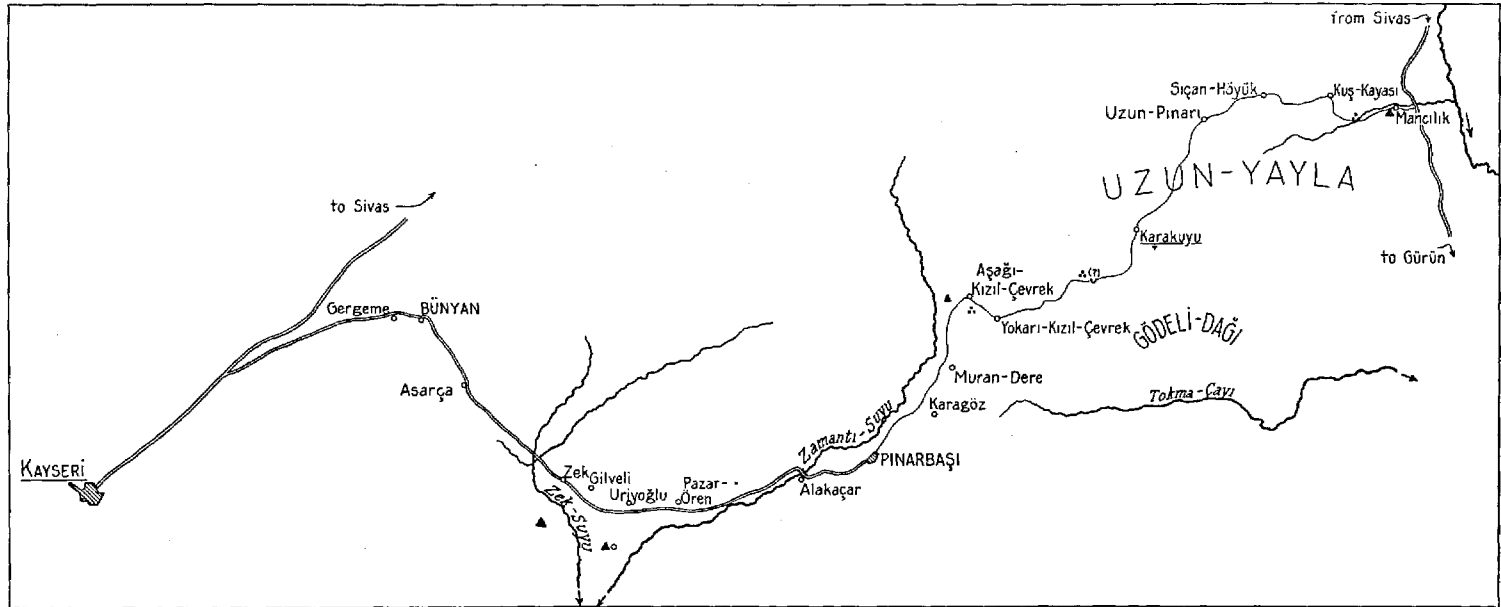 from Sivas
Sıçan-Höyük
Kuş-Kayası
Uzun-Pınarı
Mancılık
UZUN-YAYLA
to Sivas
Karakuyu
to Gürün
Aşağı-
Kızıl-Çevrek
(?)
Gergeme
BÜNYAN
Yokarı-Kızıl-Çevrek
GÖDELİ-DAĞI
Muran-Dere
Asarça
Tokma-Çayı
Karagöz
Zamantı-Suyu
KAYSERİ
PINARBAŞI
Zek
Gilveli
Pazar-
Ören
Uriyoğlu
Alakaçar
Zek-Suyu